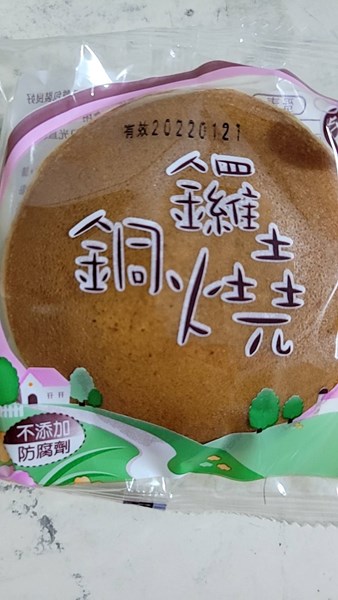 有效20220121
鑼
銅
燒
不添加
防腐劑